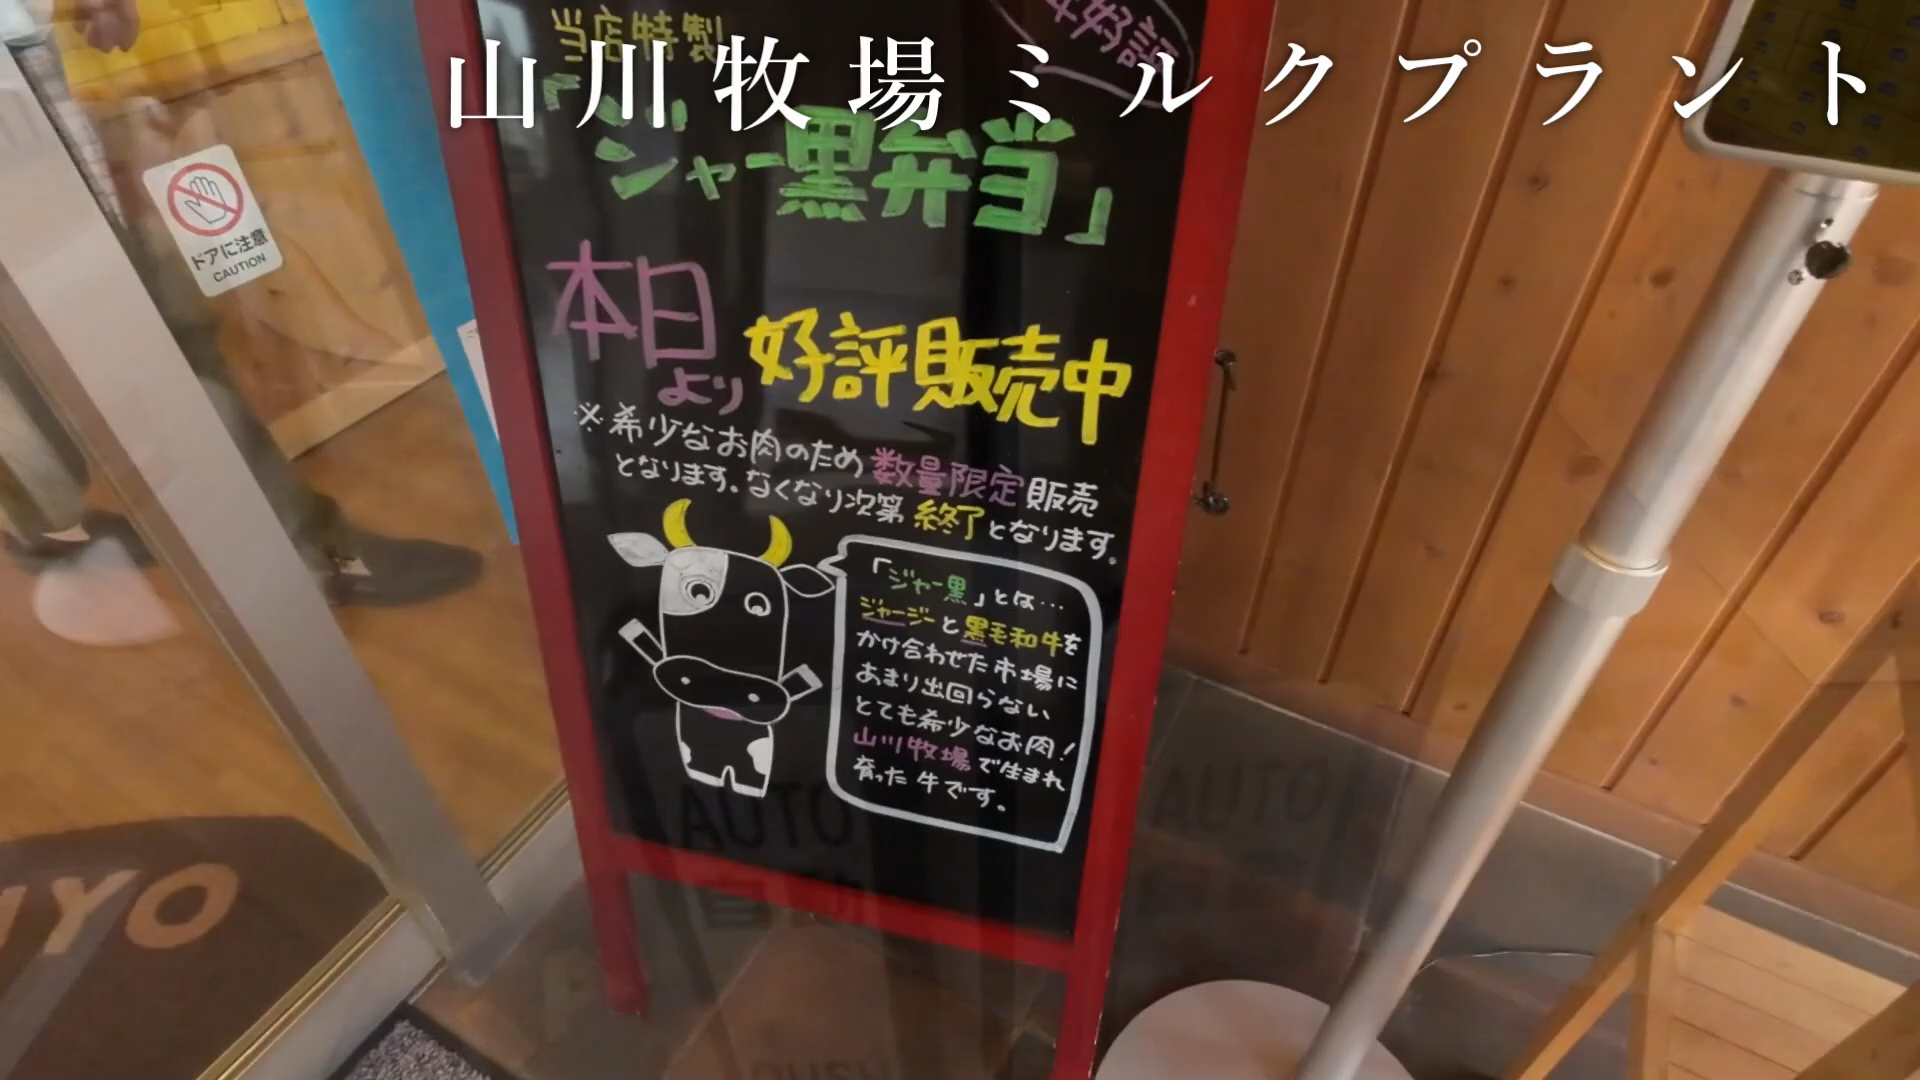 山川牧場ミルクプラント
当店特製
好評
「ジャー黒弁当」
本日より
好評販売中
※希少なお肉のため数量限定販売
となります。なくなり次第終了となります。
「ジャー黒」とは…
ジャージーと黒毛和牛を
かけ合わせた市場に
あまり出回らない
とても希少なお肉!
山川牧場で生まれ
育った牛です。
ドアに注意
CAUTION
AUTO
自動
AUTO
YO